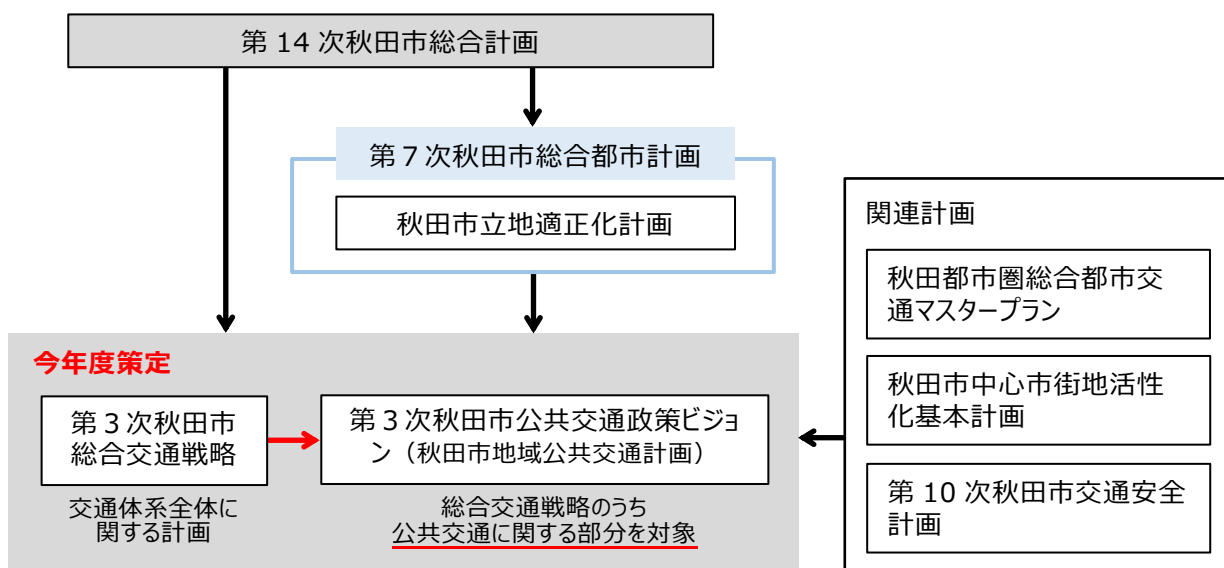 第 14 次秋田市総合計画
第７次秋田市総合都市計画
秋田市立地適正化計画
今年度策定
第３次秋田市
総合交通戦略
交通体系全体に
関する計画
第３次秋田市公共交通政策ビジョ
ン（秋田市地域公共交通計画）
総合交通戦略のうち
公共交通に関する部分を対象
関連計画
秋田都市圏総合都市交
通マスタープラン
秋田市中心市街地活性
化基本計画
第 10 次秋田市交通安全
計画